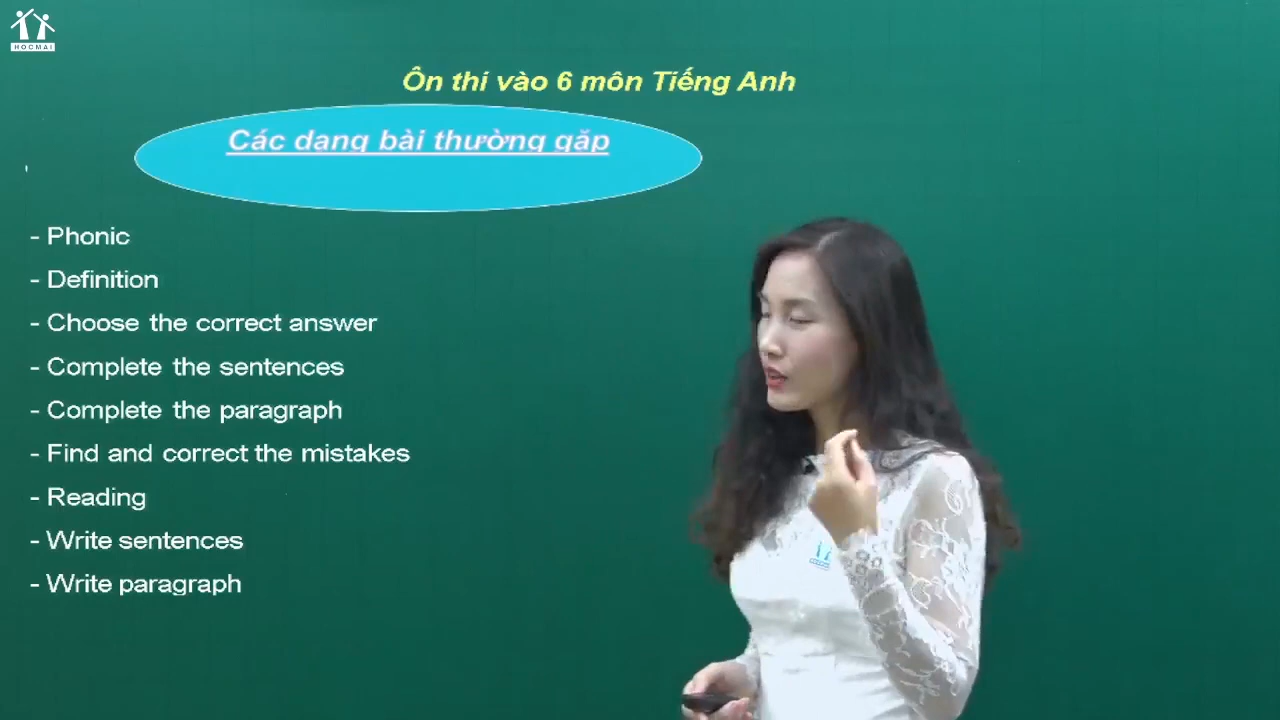 HOCMAI
Ôn thi vào 6 môn Tiếng Anh
Các dạng bài thường gặp
- Phonic
- Definition
- Choose the correct answer
- Complete the sentences
- Complete the paragraph
- Find and correct the mistakes
- Reading
- Write sentences
- Write paragraph